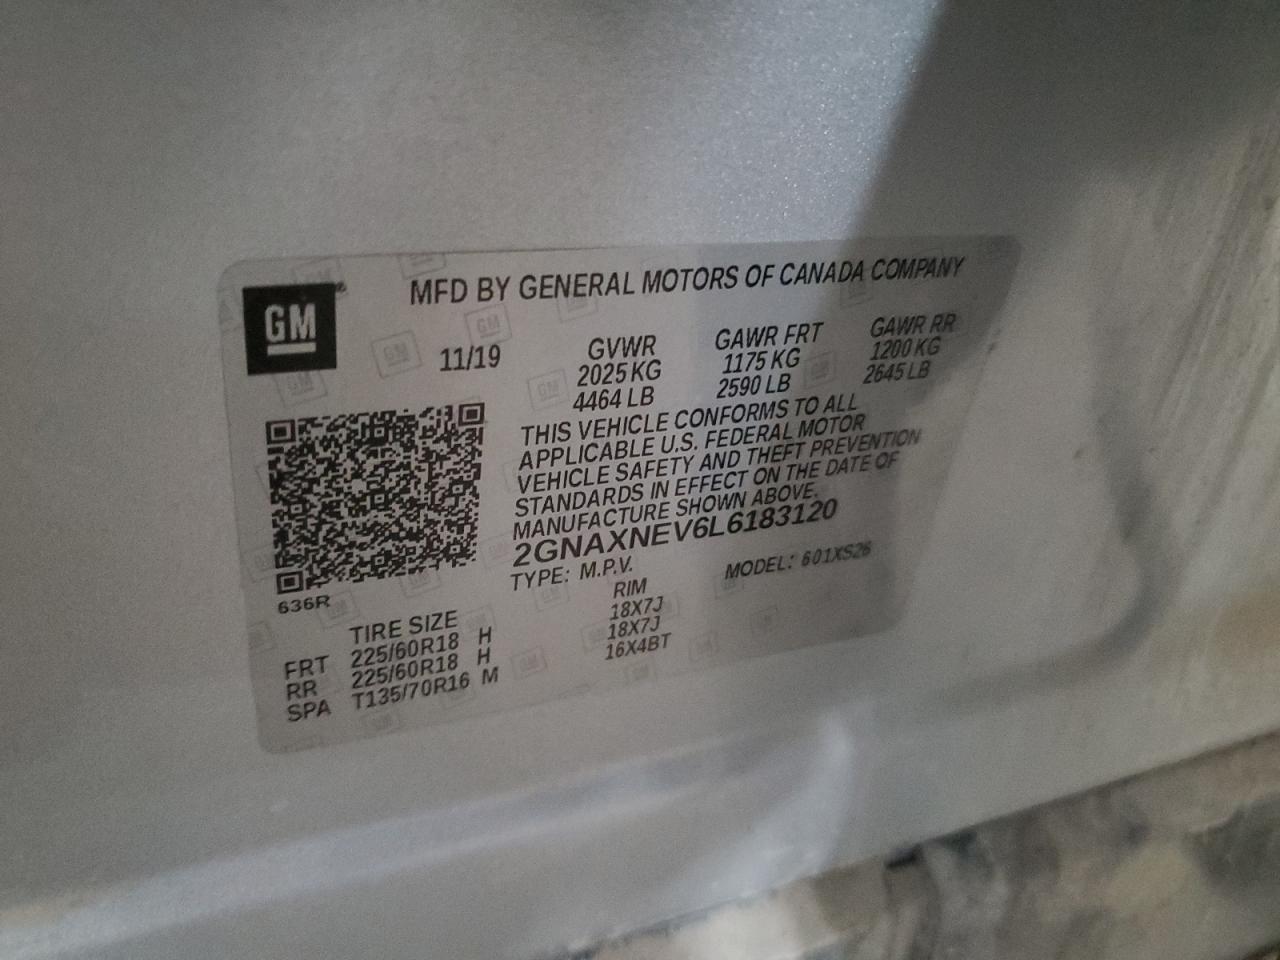 GM
MFD BY GENERAL MOTORS OF CANADA COMPANY
11/19
GVWR GAWR FRT GAWR RR
2025 KG 1175 KG 1200 KG
4464 LB 2590 LB 2645 LB
THIS VEHICLE CONFORMS TO ALL
APPLICABLE U.S. FEDERAL MOTOR
VEHICLE SAFETY AND THEFT PREVENTION
STANDARDS IN EFFECT ON THE DATE OF
MANUFACTURE SHOWN ABOVE.
2GNAXNEV6L6183120
TYPE: M.P.V. MODEL: 601XS26
636R
TIRE SIZE RIM
FRT 225/60R18 H 18X7J
RR 225/60R18 H 18X7J
SPA T135/70R16 M 16X4BT